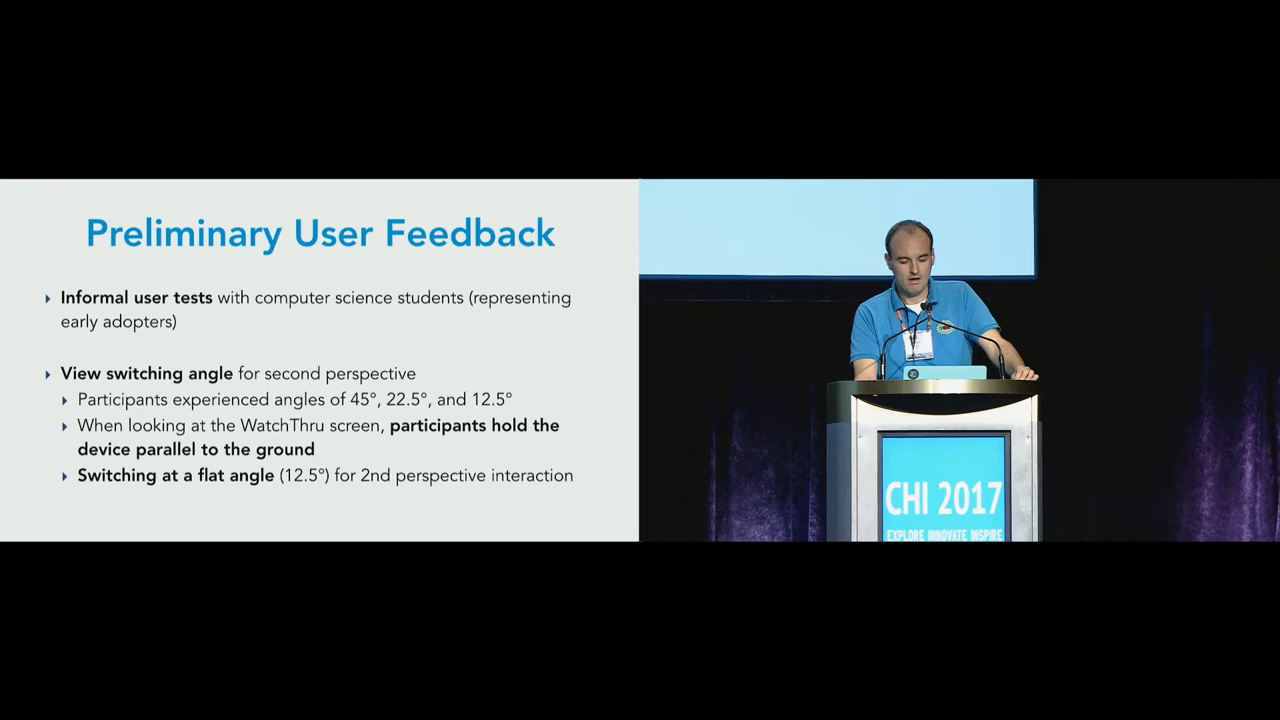 Preliminary User Feedback
Informal user tests with computer science students (representing
early adopters)
View switching angle for second perspective
Participants experienced angles of 45°, 22.5°, and 12.5°
When looking at the WatchThru screen, participants hold the
device parallel to the ground
Switching at a flat angle (12.5°) for 2nd perspective interaction
CHI 2017
EXPLORE INNOVATE INSPIRE